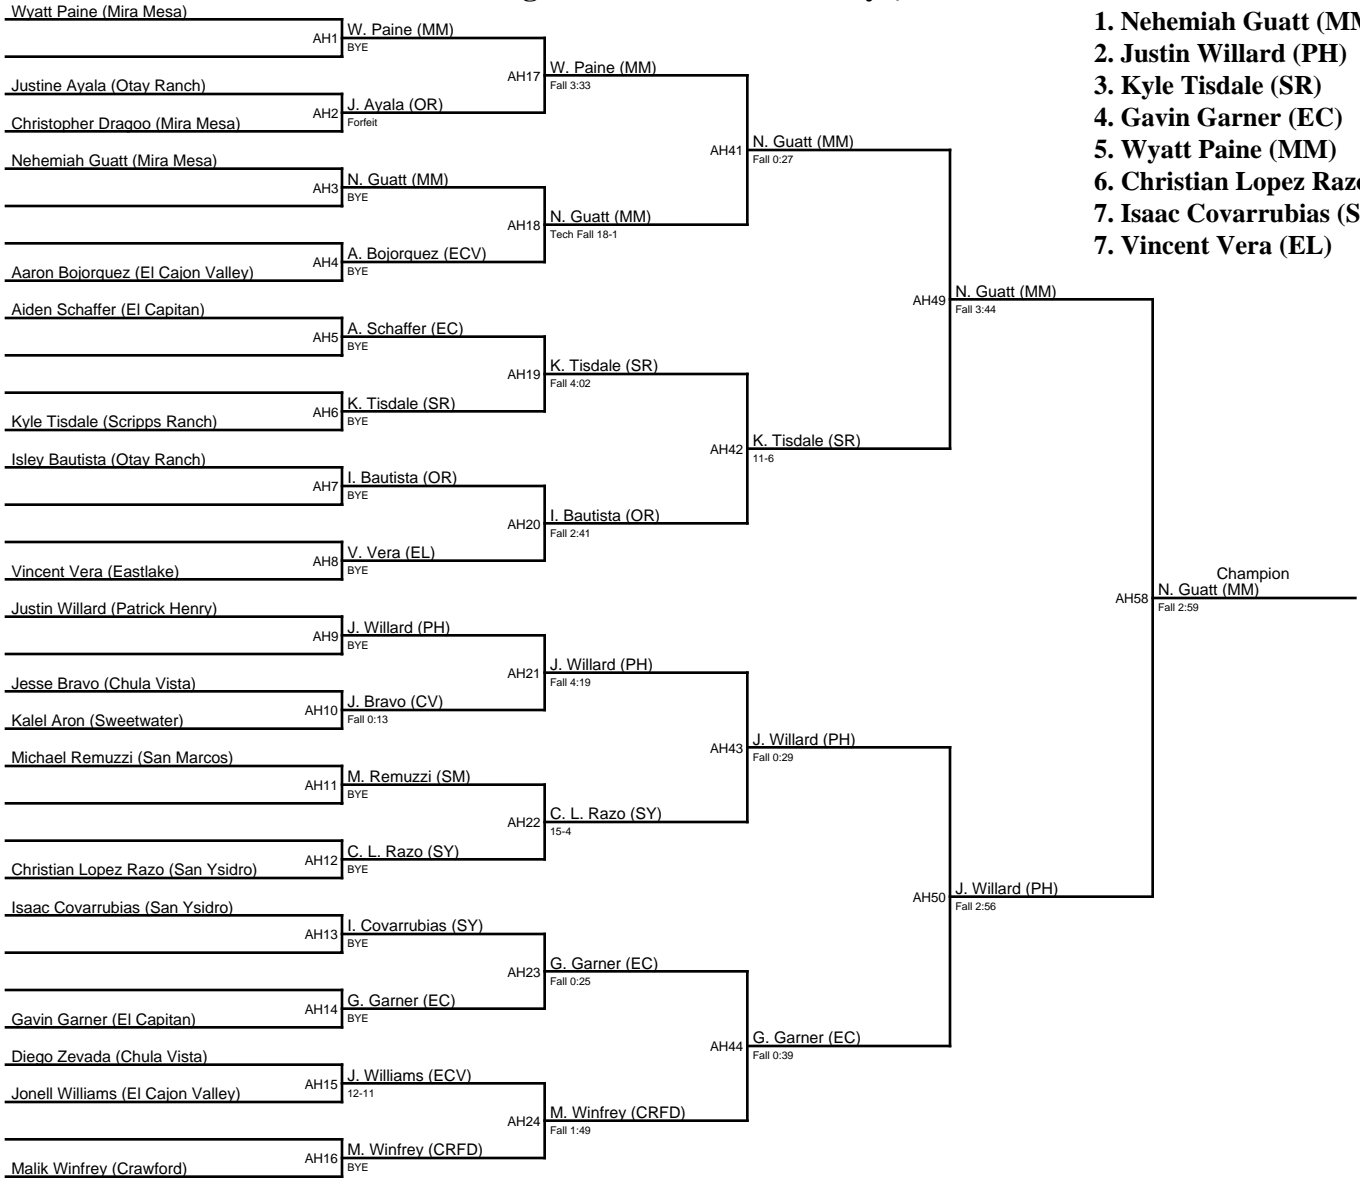 Wyatt Paine (Mira Mesa)
AH1
W. Paine (MM)
BYE
AH17
W. Paine (MM)
Fall 3:33
Justine Ayala (Otay Ranch)
AH2
J. Ayala (OR)
Forfeit
Christopher Dragoo (Mira Mesa)
AH41
N. Guatt (MM)
Fall 0:27
Nehemiah Guatt (Mira Mesa)
AH3
N. Guatt (MM)
BYE
AH18
N. Guatt (MM)
Tech Fall 18-1
AH4
A. Bojorquez (ECV)
BYE
Aaron Bojorquez (El Cajon Valley)
AH49
N. Guatt (MM)
Fall 3:44
Aiden Schaffer (El Capitan)
AH5
A. Schaffer (EC)
BYE
AH19
K. Tisdale (SR)
Fall 4:02
AH6
K. Tisdale (SR)
BYE
Kyle Tisdale (Scripps Ranch)
AH42
K. Tisdale (SR)
11-6
Isley Bautista (Otay Ranch)
AH7
I. Bautista (OR)
BYE
AH20
I. Bautista (OR)
Fall 2:41
AH8
V. Vera (EL)
BYE
Vincent Vera (Eastlake)
Champion
AH58
N. Guatt (MM)
Fall 2:59
Justin Willard (Patrick Henry)
AH9
J. Willard (PH)
BYE
AH21
J. Willard (PH)
Fall 4:19
Jesse Bravo (Chula Vista)
AH10
J. Bravo (CV)
Fall 0:13
Kalel Aron (Sweetwater)
AH43
J. Willard (PH)
Fall 0:29
Michael Remuzzi (San Marcos)
AH11
M. Remuzzi (SM)
BYE
AH22
C. L. Razo (SY)
15-4
AH12
C. L. Razo (SY)
BYE
Christian Lopez Razo (San Ysidro)
AH50
J. Willard (PH)
Fall 2:56
Isaac Covarrubias (San Ysidro)
AH13
I. Covarrubias (SY)
BYE
AH23
G. Garner (EC)
Fall 0:25
AH14
G. Garner (EC)
BYE
Gavin Garner (El Capitan)
AH44
G. Garner (EC)
Fall 0:39
Diego Zevada (Chula Vista)
AH15
J. Williams (ECV)
12-11
Jonell Williams (El Cajon Valley)
AH24
M. Winfrey (CRFD)
Fall 1:49
AH16
M. Winfrey (CRFD)
BYE
Malik Winfrey (Crawford)
1. Nehemiah Guatt (MM
2. Justin Willard (PH)
3. Kyle Tisdale (SR)
4. Gavin Garner (EC)
5. Wyatt Paine (MM)
6. Christian Lopez Razo
7. Isaac Covarrubias (S
7. Vincent Vera (EL)